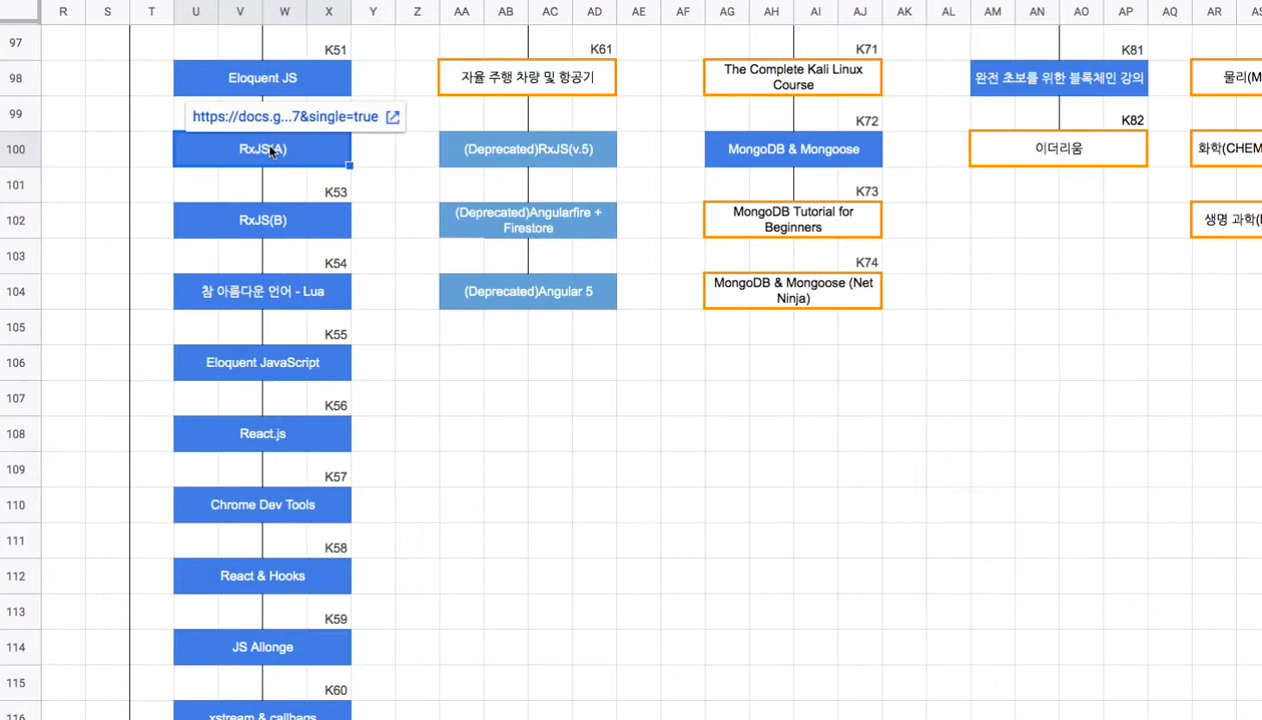 R S T U V W X Y Z AA AB AC AD AE AF AG AH AI AJ AK AL AM AN AO AP AQ AR AS
97 K51 K61 K71 K81
98 Eloquent JS 자율 주행 차량 및 항공기 The Complete Kali Linux Course 완전 초보를 위한 블록체인 강의 물리(M
99 https://docs.g...7&single=true K72 K82
100 RxJS(A) (Deprecated)RxJS(v.5) MongoDB & Mongoose 이더리움 화학(CHEM
101 K53 K73
102 RxJS(B) (Deprecated)Angularfire + Firestore MongoDB Tutorial for Beginners 생명 과학(
103 K54 K74
104 참 아름다운 언어 - Lua (Deprecated)Angular 5 MongoDB & Mongoose (Net Ninja)
105 K55
106 Eloquent JavaScript
107 K56
108 React.js
109 K57
110 Chrome Dev Tools
111 K58
112 React & Hooks
113 K59
114 JS Allonge
115 K60
116 xstream & callbags